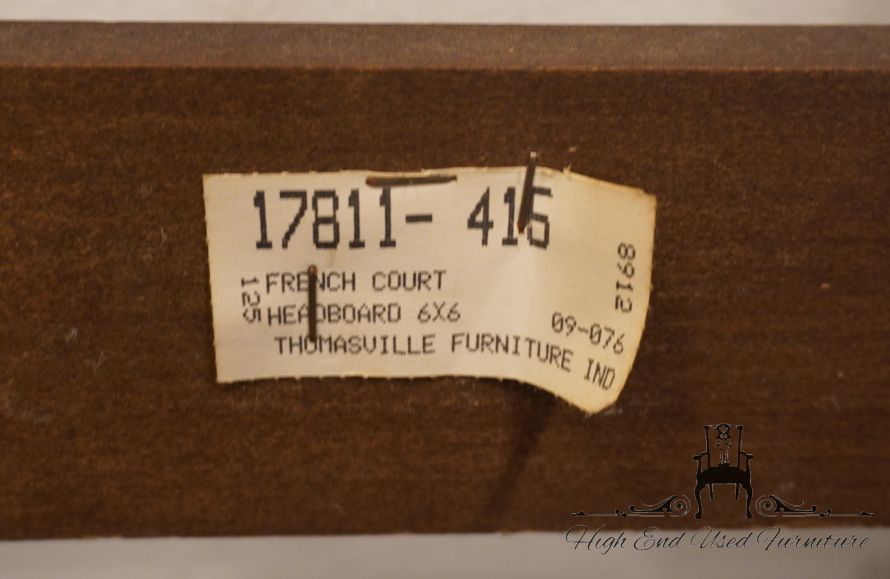 17811- 415
125
FRENCH COURT
HEADBOARD 6X6
8912
09-076
THOMASVILLE FURNITURE IND
High End Used Furniture